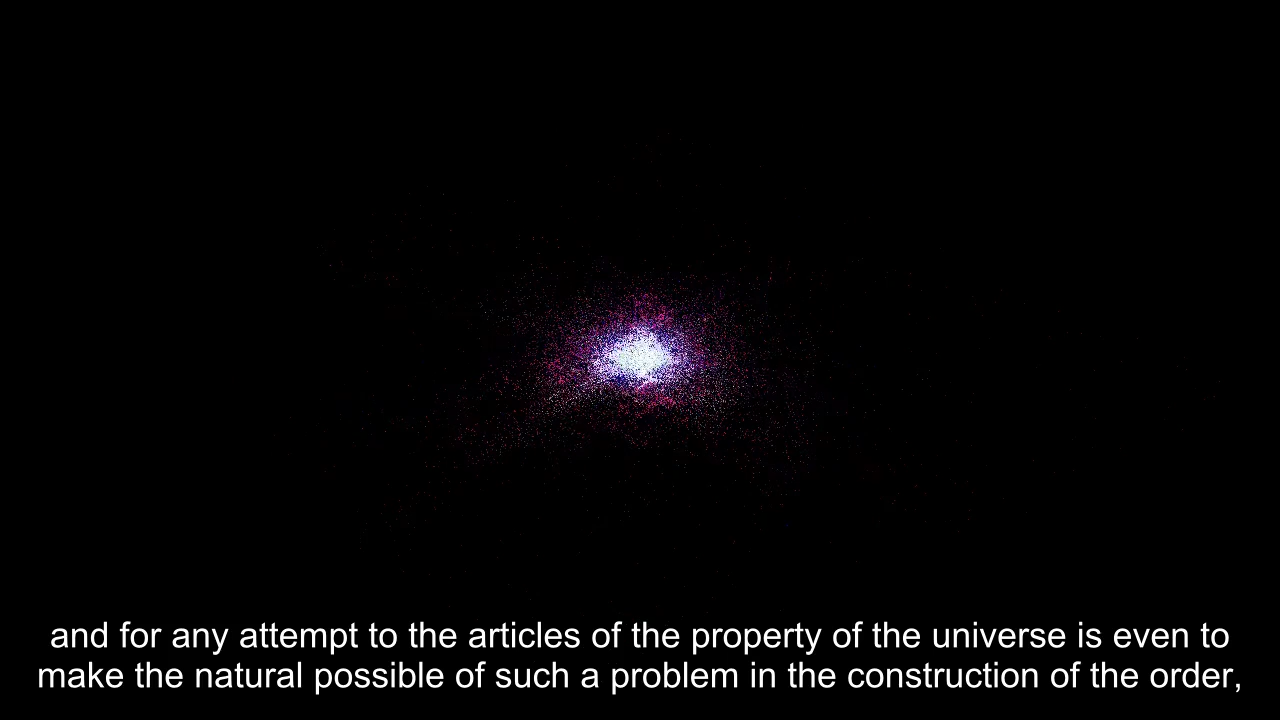 and for any attempt to the articles of the property of the universe is even to
make the natural possible of such a problem in the construction of the order,